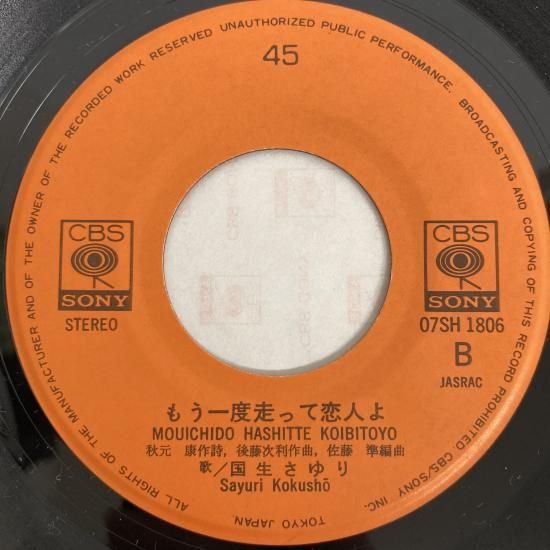 ALL RIGHTS OF THE MANUFACTURER AND OF THE OWNER OF THE RECORDED WORK RESERVED UNAUTHORIZED PUBLIC PERFORMANCE. BROADCASTING AND COPYING OF THIS RECORD PROHIBITED CBS/SONY INC.
TOKYO JAPAN.
45
CBS
SONY
STEREO
CBS
SONY
07SH 1806
B
JASRAC
CBS/SONY
もう一度走って恋人よ
MOUICHIDO HASHITTE KOIBITOYO
秋元 康作詩, 後藤次利作曲, 佐藤 準編曲
歌／国生さゆり
Sayuri Kokushō